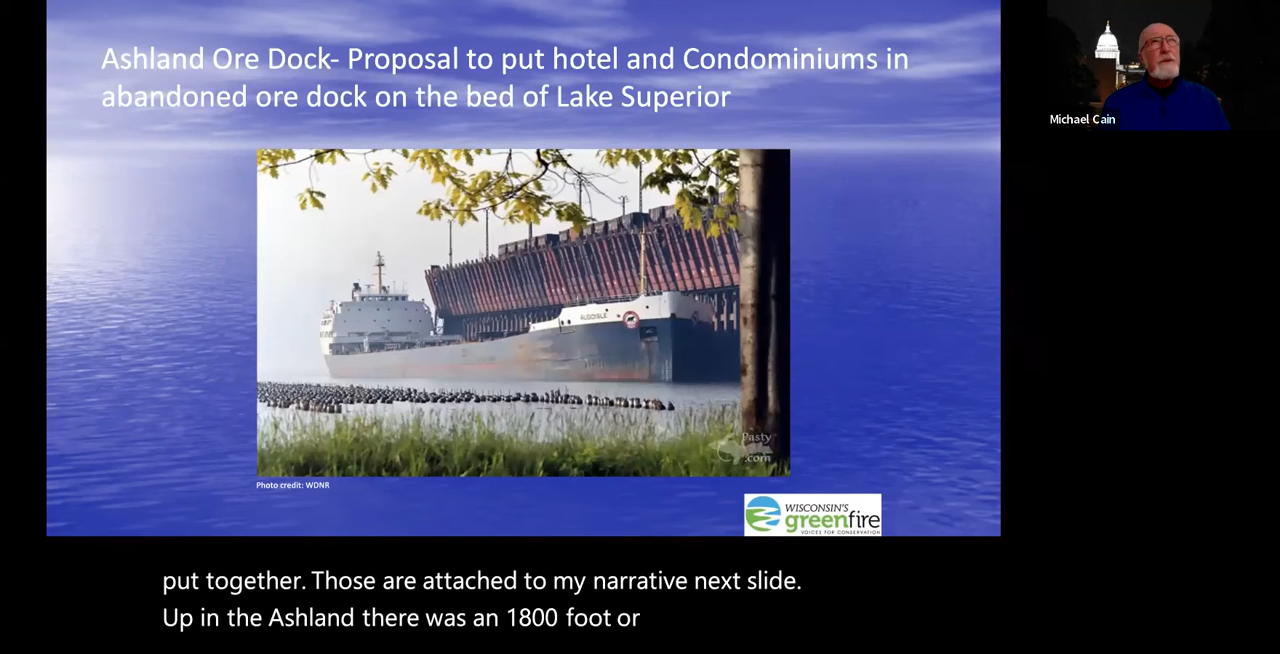 Ashland Ore Dock- Proposal to put hotel and Condominiums in
abandoned ore dock on the bed of Lake Superior
Michael Cain
ALGOISLE
Pasty
.com
Photo credit: WDNR
WISCONSIN'S
greenfire
VOICES FOR CONSERVATION
put together. Those are attached to my narrative next slide.
Up in the Ashland there was an 1800 foot or